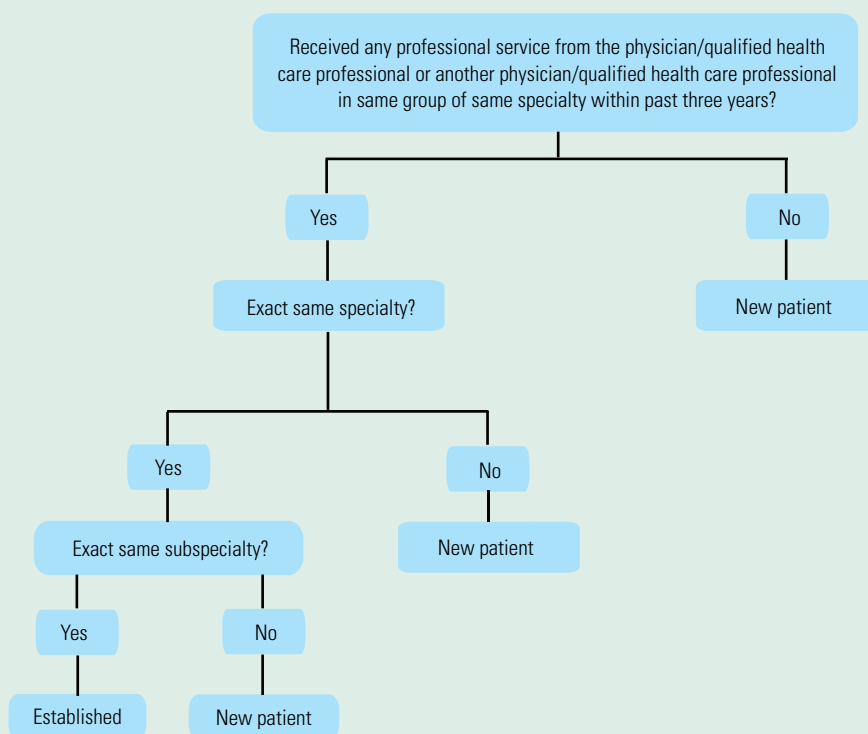 Received any professional service from the physician/qualified health
care professional or another physician/qualified health care professional
in same group of same specialty within past three years?
Yes
No
Exact same specialty?
New patient
Yes
No
Exact same subspecialty?
New patient
Yes
No
Established
New patient